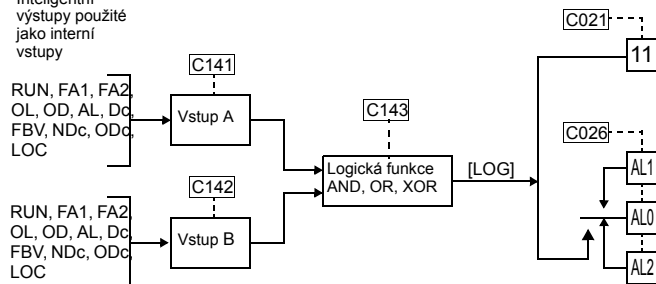 Inteligentní
výstupy použité
jako interní
vstupy
C021
11
C141
RUN, FA1, FA2,
OL, OD, AL, Dc,
FBV, NDc, ODc,
LOC
Vstup A
C143
Logická funkce
AND, OR, XOR
[LOG]
C026
AL1
AL0
AL2
C142
RUN, FA1, FA2,
OL, OD, AL, Dc,
FBV, NDc, ODc,
LOC
Vstup B